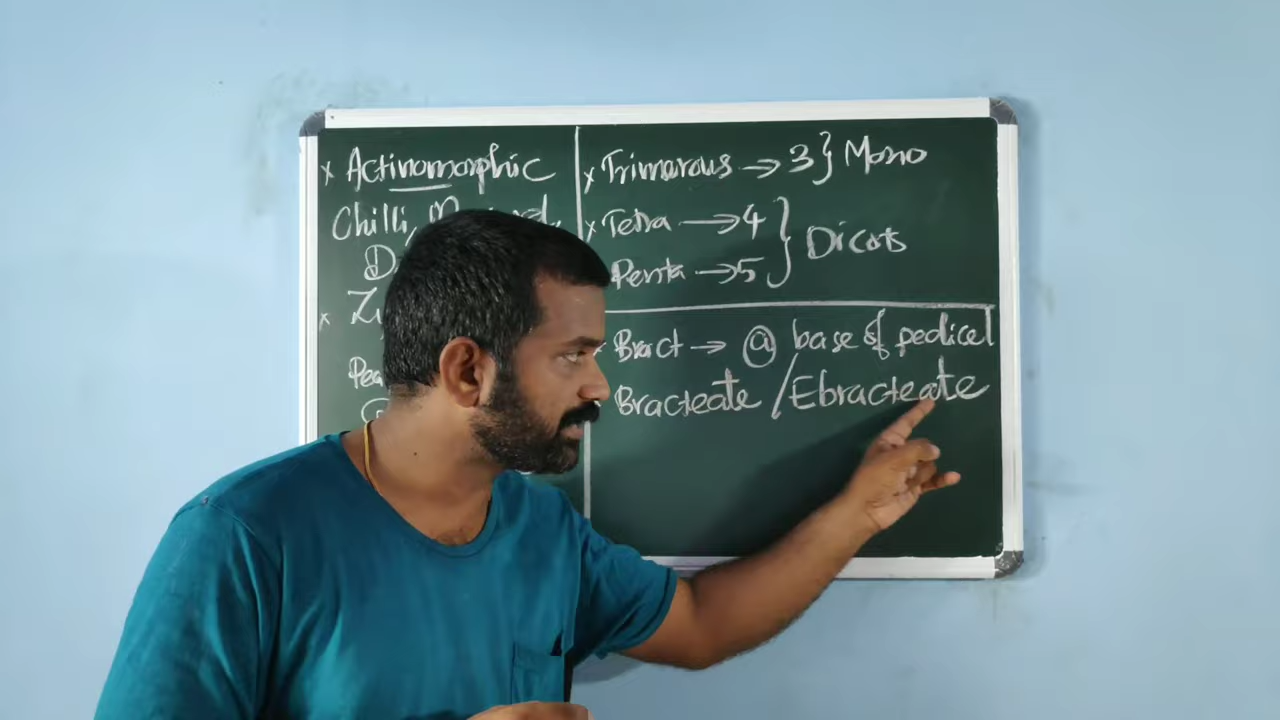 x Actinomorphic
Chilli,
x Trimerous → 3 } Mono
x Tetra → 4
Penta → 5 } Dicots
Bract → @ base of pedicel
Bracteate / Ebracteate